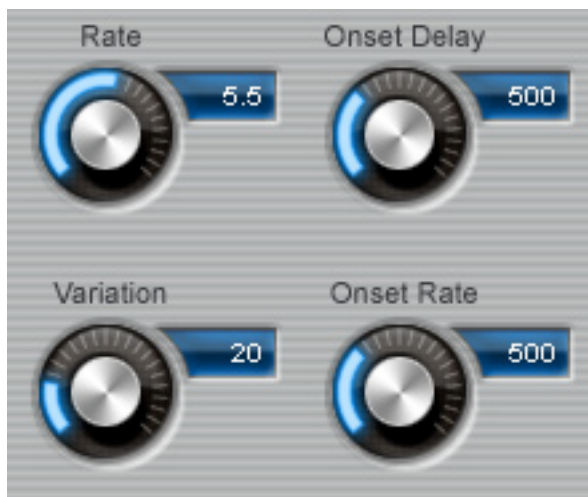 Rate
Onset Delay
5.5
500
Variation
Onset Rate
20
500